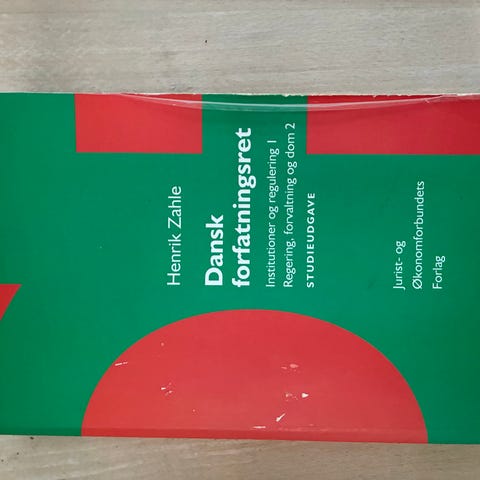 Henrik Zahle
Dansk
forfatningsret
Institutioner og regulering 1
Regering, forvaltning og dom 2
STUDIEUDGAVE
Jurist- og
Økonomforbundets
Forlag